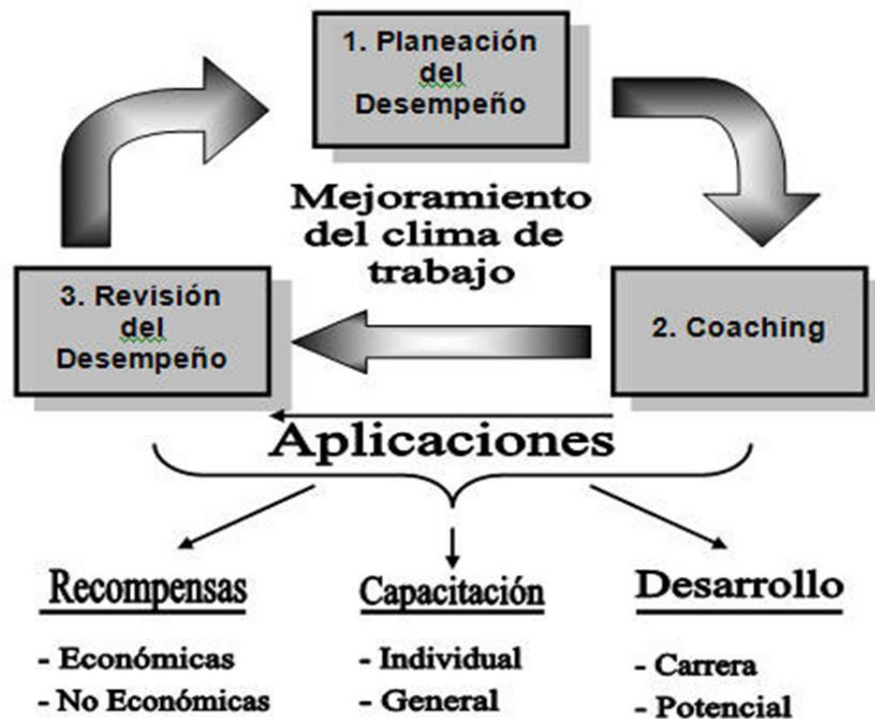 1. Planeación
del
Desempeño
Mejoramiento
del clima de
trabajo
3. Revisión
del
Desempeño
2. Coaching
Aplicaciones
Recompensas
- Económicas
- No Económicas
Capacitación
- Individual
- General
Desarrollo
- Carrera
- Potencial